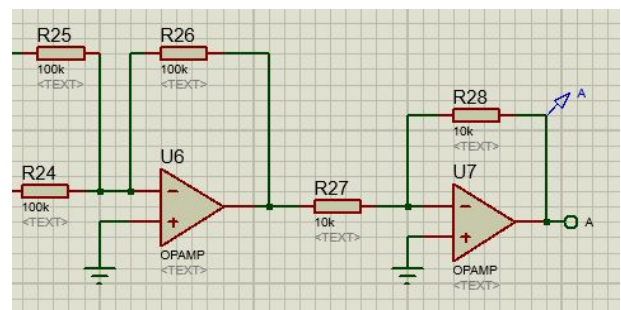 R25
100k
<TEXT>
R26
100k
<TEXT>
R28
10k
<TEXT>
A
U6
U7
R24
100k
<TEXT>
R27
10k
<TEXT>
−
+
−
+
A
OPAMP
<TEXT>
OPAMP
<TEXT>